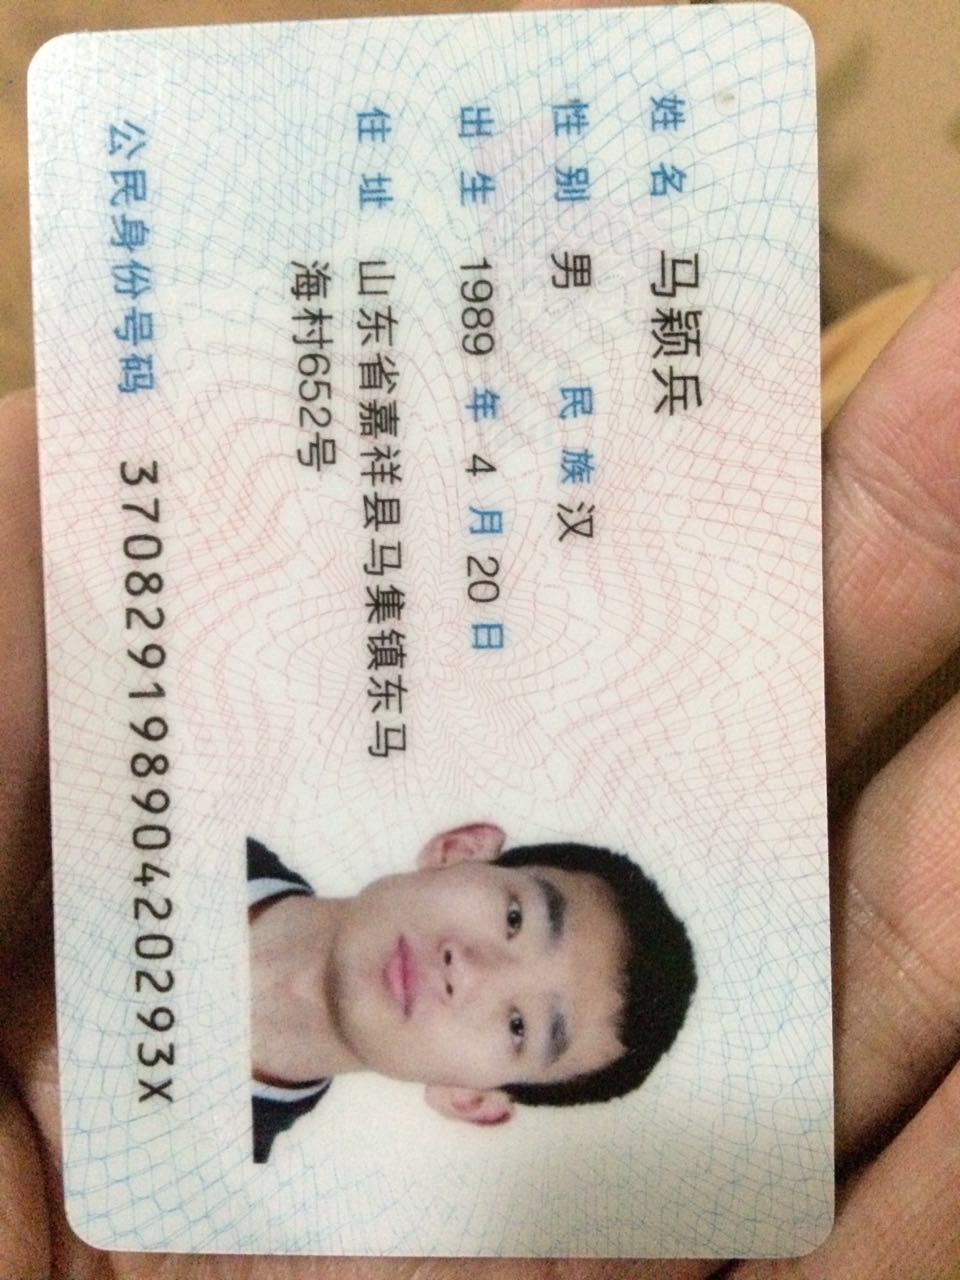 姓名 马颖兵
性别 男 民族 汉
出生 1989 年 4 月 20 日
住址 山东省嘉祥县马集镇东马
海村652号
公民身份号码 37082919890420293X